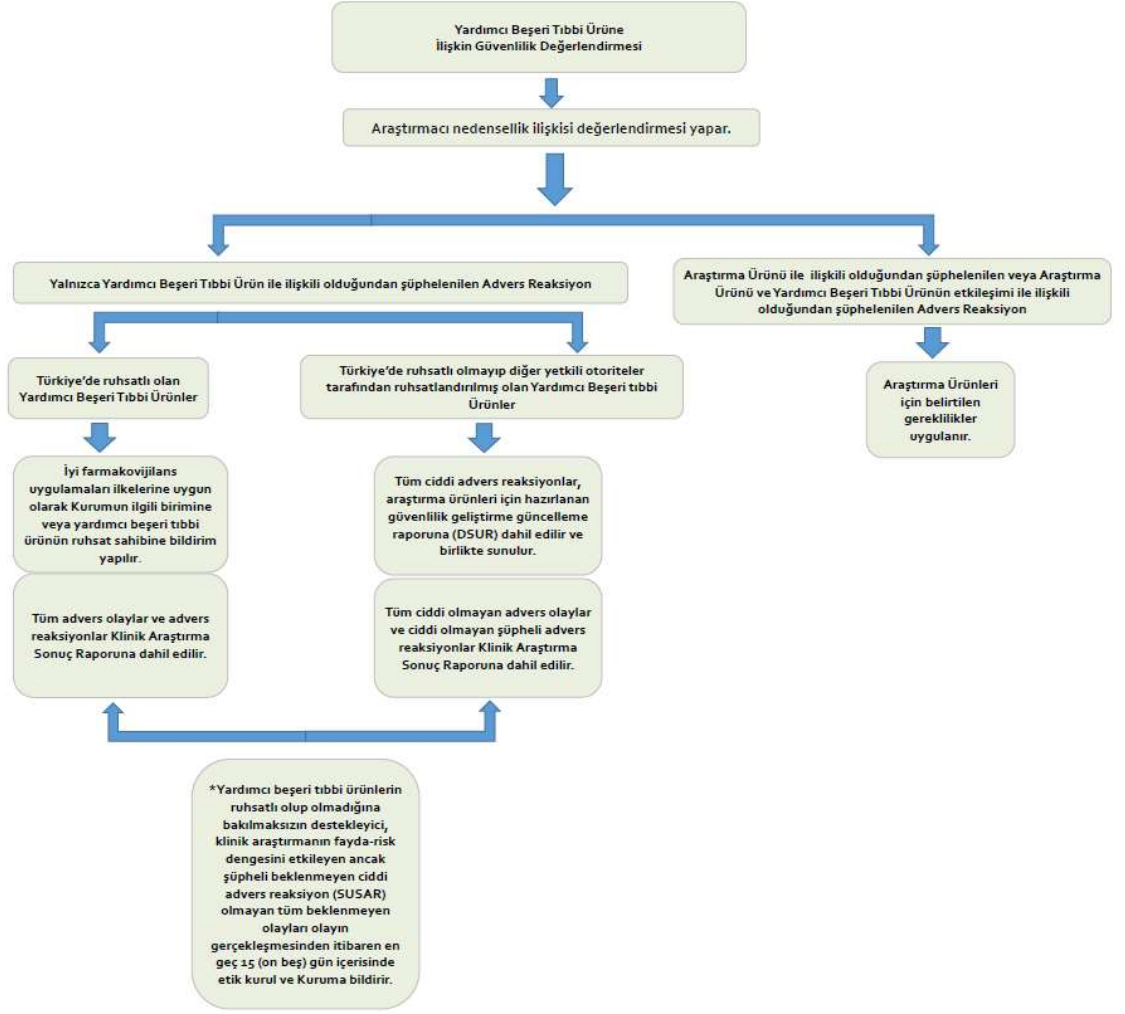 Yardımcı Beşeri Tıbbi Ürüne
İlişkin Güvenlilik Değerlendirmesi
Araştırmacı nedensellik ilişkisi değerlendirmesi yapar.
Yalnızca Yardımcı Beşeri Tıbbi Ürün ile ilişkili olduğundan şüphelenilen Advers Reaksiyon
Araştırma Ürünü ile ilişkili olduğundan şüphelenilen veya Araştırma
Ürünü ve Yardımcı Beşeri Tıbbi Ürünün etkileşimi ile ilişkili
olduğundan şüphelenilen Advers Reaksiyon
Türkiye’de ruhsatlı olan
Yardımcı Beşeri Tıbbi Ürünler
Türkiye’de ruhsatlı olmayıp diğer yetkili otoriteler
tarafından ruhsatlandırılmış olan Yardımcı Beşeri tıbbi
Ürünler
Araştırma Ürünleri
için belirtilen
gereklilikler
uygulanır.
İyi farmakovijilans
uygulamaları ilkelerine uygun
olarak Kurumun ilgili birimine
veya yardımcı beşeri tıbbi
ürünün ruhsat sahibine bildirim
yapılır.
Tüm ciddi advers reaksiyonlar,
araştırma ürünleri için hazırlanan
güvenlilik geliştirme güncelleme
raporuna (DSUR) dahil edilir ve
birlikte sunulur.
Tüm advers olaylar ve advers
reaksiyonlar Klinik Araştırma
Sonuç Raporuna dahil edilir.
Tüm ciddi olmayan advers olaylar
ve ciddi olmayan şüpheli advers
reaksiyonlar Klinik Araştırma
Sonuç Raporuna dahil edilir.
*Yardımcı beşeri tıbbi ürünlerin
ruhsatlı olup olmadığına
bakılmaksızın destekleyici,
klinik araştırmanın fayda-risk
dengesini etkileyen ancak
şüpheli beklenmeyen ciddi
advers reaksiyon (SUSAR)
olmayan tüm beklenmeyen
olayları olayın
gerçekleşmesinden itibaren en
geç 15 (on beş) gün içerisinde
etik kurul ve Kuruma bildirir.